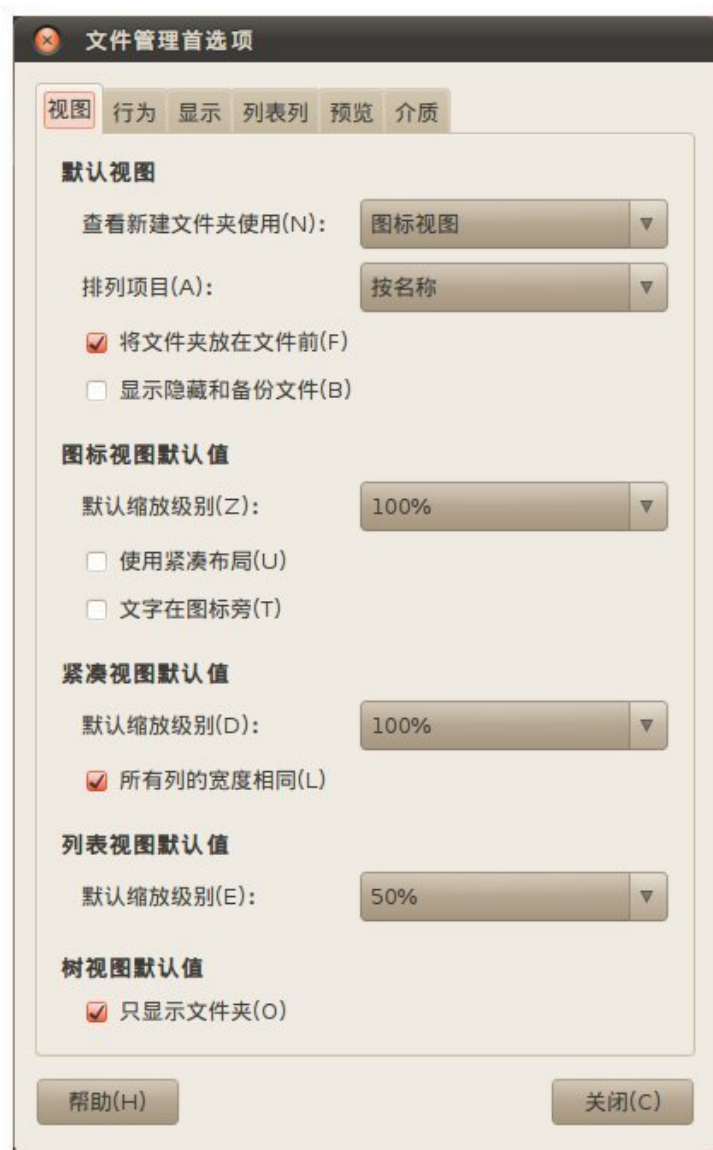 文件管理首选项
视图 行为 显示 列表列 预览 介质
默认视图
查看新建文件夹使用(N): 图标视图
排列项目(A): 按名称
将文件夹放在文件前(F)
显示隐藏和备份文件(B)
图标视图默认值
默认缩放级别(Z): 100%
使用紧凑布局(U)
文字在图标旁(T)
紧凑视图默认值
默认缩放级别(D): 100%
所有列的宽度相同(L)
列表视图默认值
默认缩放级别(E): 50%
树视图默认值
只显示文件夹(O)
帮助(H) 关闭(C)